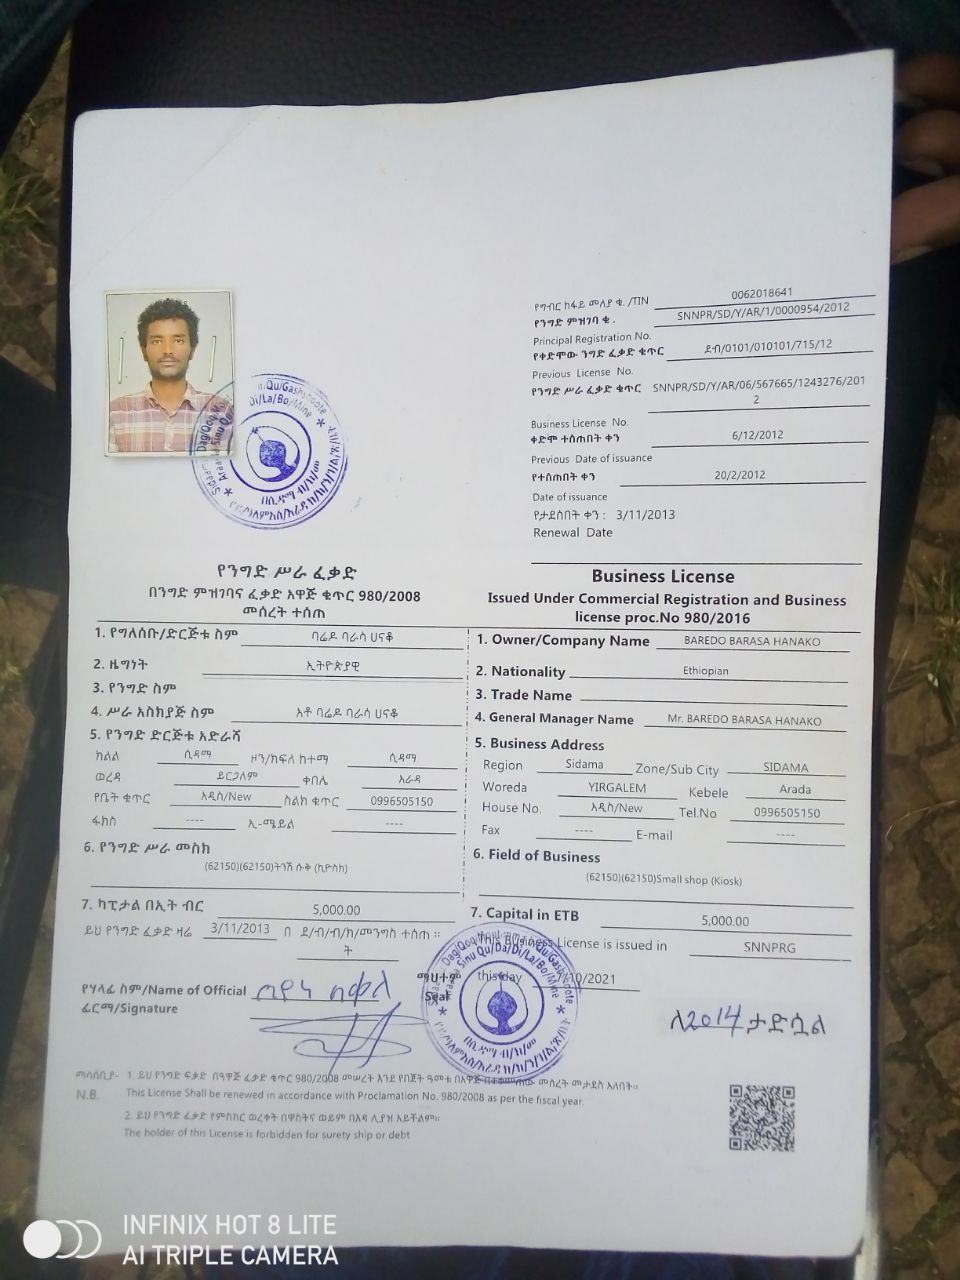 የግብር ከፋይ መለያ ቁ. /TIN 0062018641
የንግድ ምዝገባ ቁ . SNNPR/SD/Y/AR/1/0000954/2012
Principal Registration No.
የቀድሞው ንግድ ፈቃድ ቁጥር ደብ/0101/010101/715/12
Previous License No.
የንግድ ሥራ ፈቃድ ቁጥር SNNPR/SD/Y/AR/06/567665/1243276/201
2
Business License No.
ቀድሞ ተሰጠበት ቀን 6/12/2012
Previous Date of issuance
የተሰጠበት ቀን 20/2/2012
Date of issuance
የታደሰበት ቀን : 3/11/2013
Renewal Date
የንግድ ሥራ ፈቃድ
በንግድ ምዝገባና ፈቃድ አዋጅ ቁጥር 980/2008
መሰረት ተሰጠ
1. የግለሰቡ/ድርጅቱ ስም ባሬዶ ባራሳ ሀናቆ
2. ዜግነት ኢትዮጵያዊ
3. የንግድ ስም
4. ሥራ አስኪያጅ ስም አቶ ባሬዶ ባራሳ ሀናቆ
5. የንግድ ድርጅቱ አድራሻ
ክልል ሲዳማ ዞን/ክፍለ ከተማ ሲዳማ
ወረዳ ይርጋለም ቀበሌ አራዳ
የቤት ቁጥር አዲስ/New ስልክ ቁጥር 0996505150
ፋክስ ---- ኢ-ሜይል ----
6. የንግድ ሥራ መስክ
(62150)(62150)ትንሽ ሱቅ (ኪዮስክ)
7. ካፒታል በኢት ብር 5,000.00
ይህ የንግድ ፈቃድ ዛሬ 3/11/2013 በ ደ/ብ/ብ/ከ/መንግስ ተሰጠ ።
ት
Business License
Issued Under Commercial Registration and Business
license proc.No 980/2016
1. Owner/Company Name BAREDO BARASA HANAKO
2. Nationality Ethiopian
3. Trade Name
4. General Manager Name Mr. BAREDO BARASA HANAKO
5. Business Address
Region Sidama Zone/Sub City SIDAMA
Woreda YIRGALEM Kebele Arada
House No. አዲስ/New Tel.No 0996505150
Fax ---- E-mail ----
6. Field of Business
(62150)(62150)Small shop (Kiosk)
7. Capital in ETB 5,000.00
This Business License is issued in SNNPRG
ማህተም this day /10/2021
Seal
የሃላፊ ስም/Name of Official
ፊርማ/Signature
ለ2014 ታድሷል
ማሳሰቢያ- 1. ይህ የንግድ ፍቃድ በዓዋጅ ፈቃድ ቁጥር 980/2008 መሠረት እንደ የበጀት ዓመቱ በአዋጅ በተቀመጠው መሰረት መታደስ አለበት።
N.B. This License Shall be renewed in accordance with Proclamation No. 980/2008 as per the fiscal year.
2. ይህ የንግድ ፈቃድ የምስክር ወረቀት በዋስትና ወይም በእዳ ሊያዝ አይችልም።
The holder of this License is forbidden for surety ship or debt
INFINIX HOT 8 LITE
AI TRIPLE CAMERA